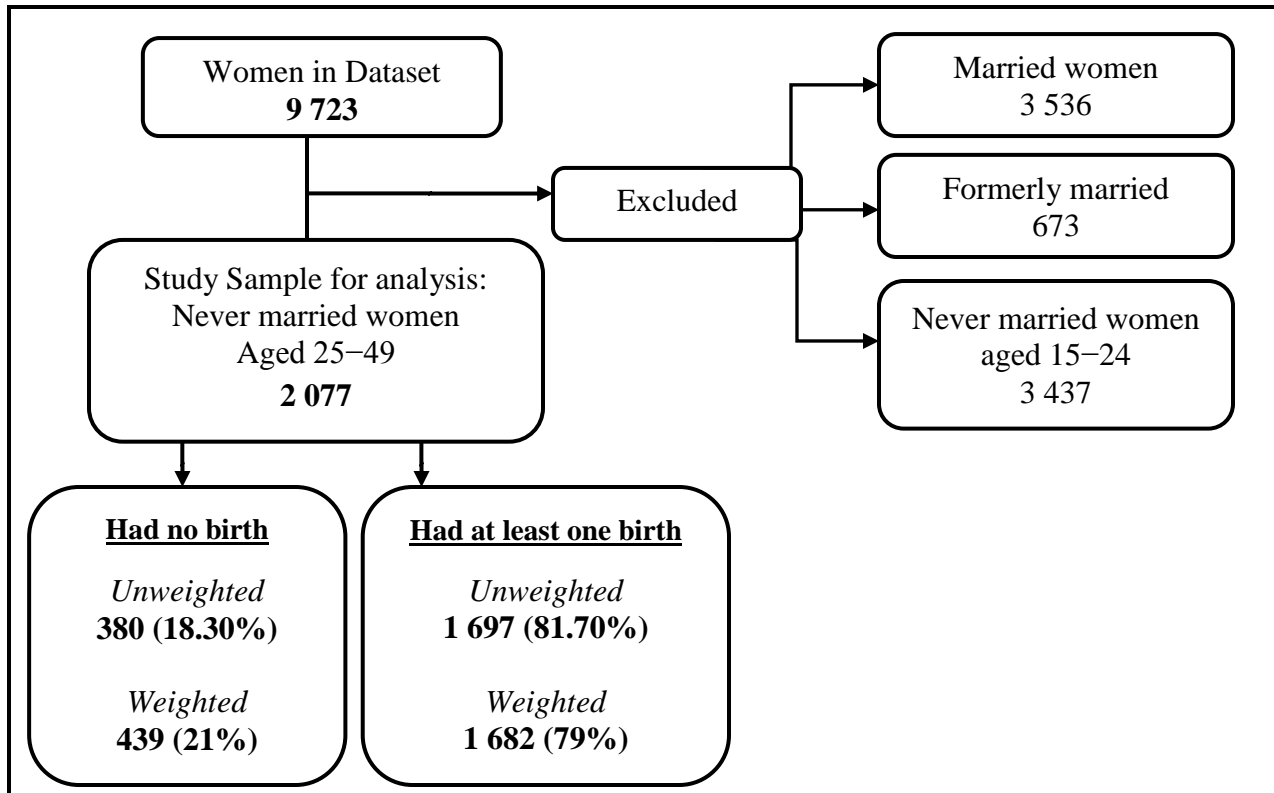 Women in Dataset
9 723
Married women
3 536
Excluded
Formerly married
673
Never married women
aged 15−24
3 437
Study Sample for analysis:
Never married women
Aged 25−49
2 077
Had no birth
Unweighted
380 (18.30%)
Weighted
439 (21%)
Had at least one birth
Unweighted
1 697 (81.70%)
Weighted
1 682 (79%)